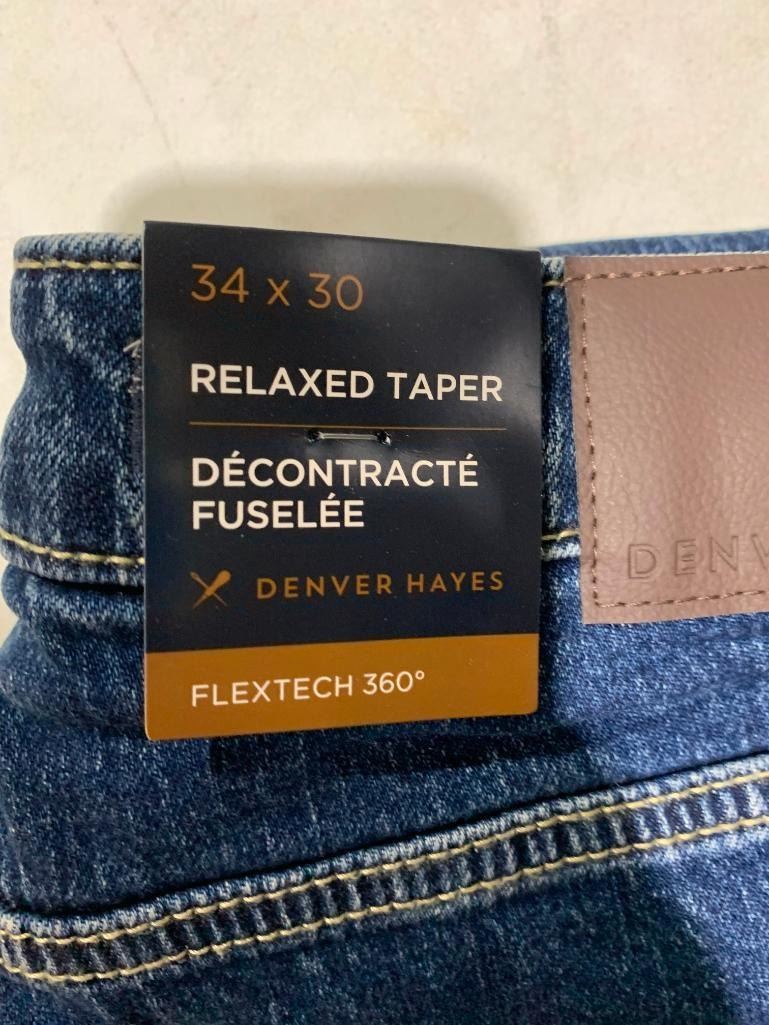 34 x 30
RELAXED TAPER
DÉCONTRACTÉ
FUSELÉE
DENVER HAYES
FLEXTECH 360°